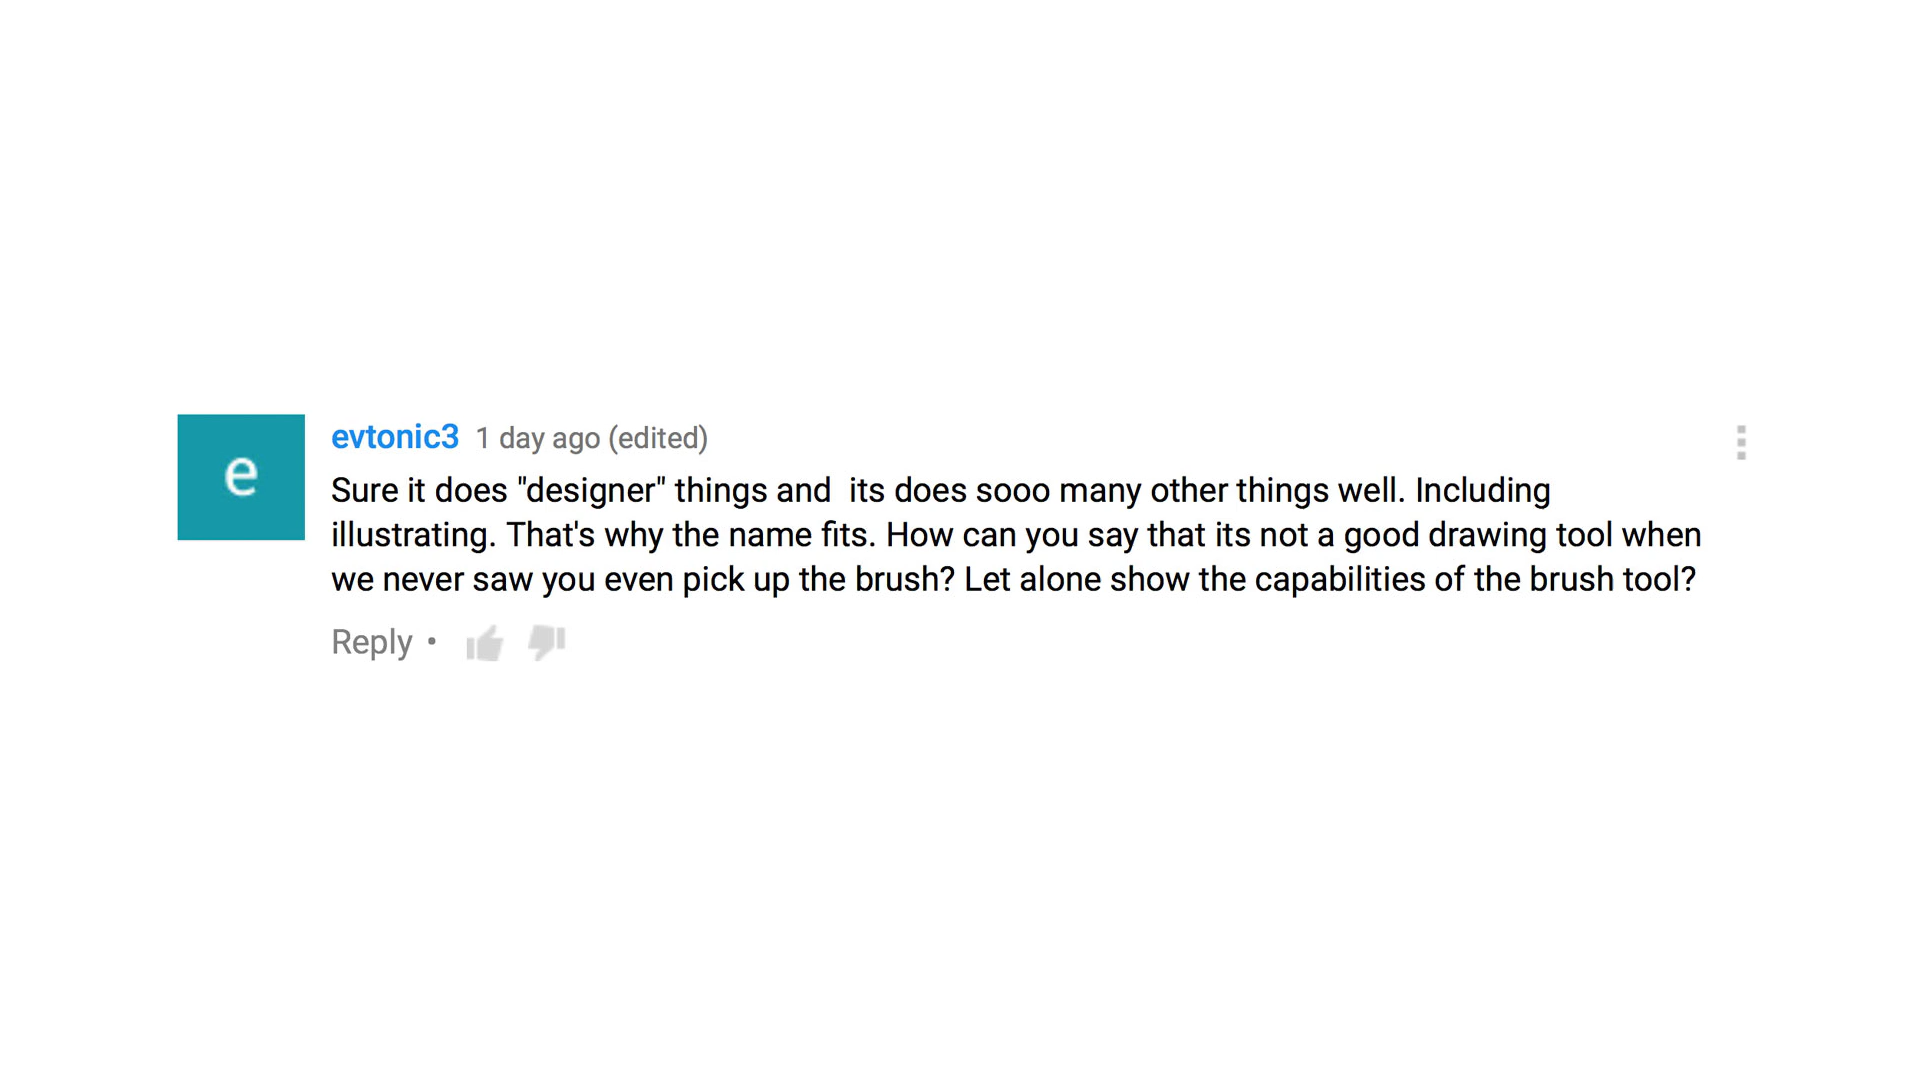 e
evtonic3 1 day ago (edited)
Sure it does "designer" things and  its does sooo many other things well. Including
illustrating. That's why the name fits. How can you say that its not a good drawing tool when
we never saw you even pick up the brush? Let alone show the capabilities of the brush tool?
Reply •